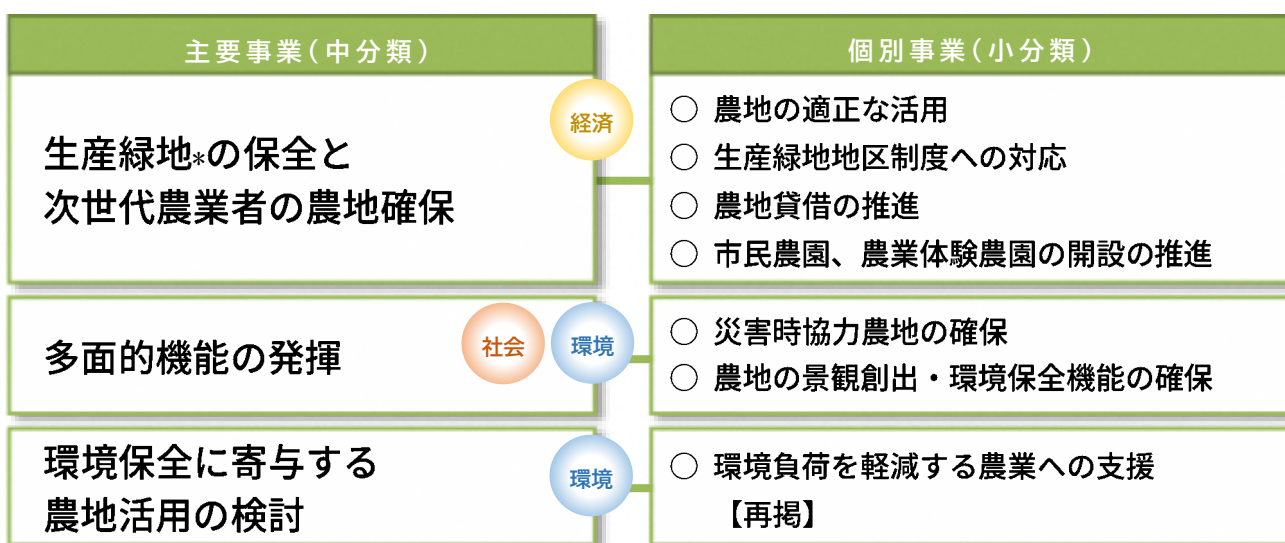 主要事業(中分類)
個別事業(小分類)
生産緑地*の保全と
次世代農業者の農地確保
経済
○ 農地の適正な活用
○ 生産緑地地区制度への対応
○ 農地貸借の推進
○ 市民農園、農業体験農園の開設の推進
多面的機能の発揮
社会
環境
○ 災害時協力農地の確保
○ 農地の景観創出・環境保全機能の確保
環境保全に寄与する
農地活用の検討
環境
○ 環境負荷を軽減する農業への支援
【再掲】